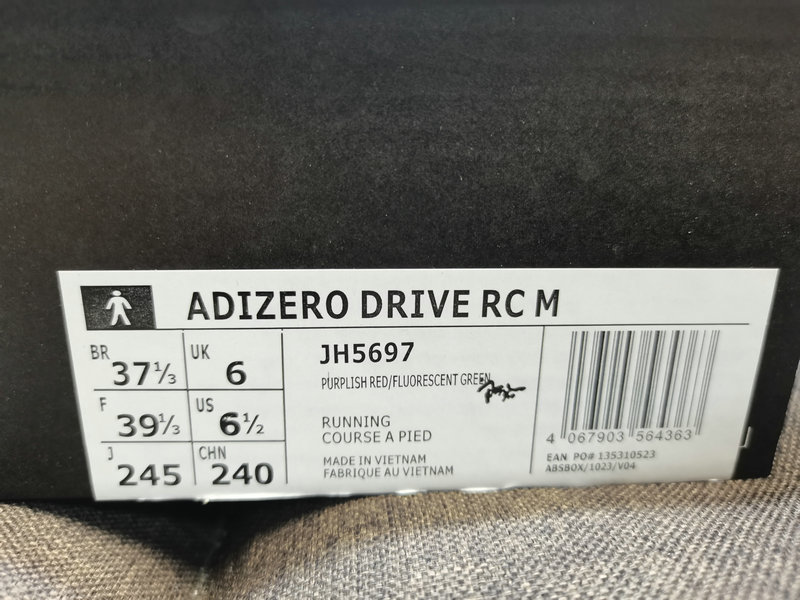 ADIZERO DRIVE RC M
BR 37⅓ UK 6
F 39⅓ US 6½
J 245 CHN 240
JH5697
PURPLISH RED/FLUORESCENT GREEN
RUNNING
COURSE A PIED
MADE IN VIETNAM
FABRIQUE AU VIETNAM
4 067903 564363
EAN PO# 135310523
ABSBOX/1023/V04